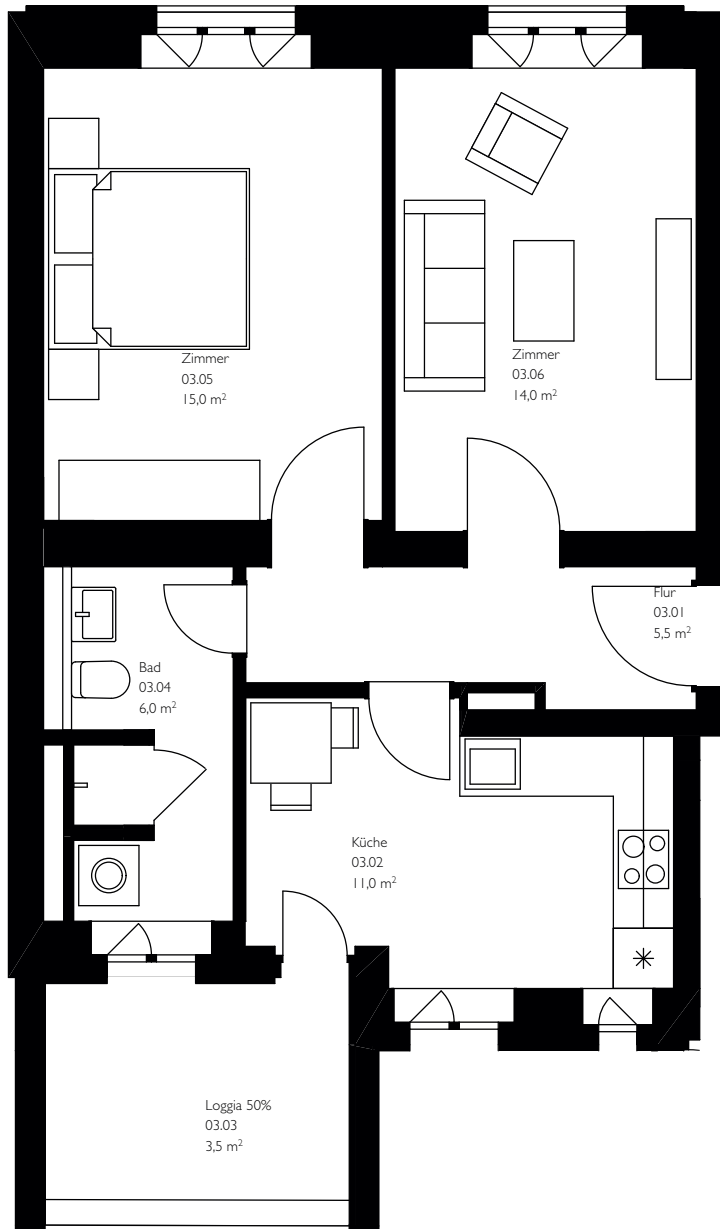 Zimmer
03.05
15,0 m²
Zimmer
03.06
14,0 m²
Flur
03.01
5,5 m²
Bad
03.04
6,0 m²
Küche
03.02
11,0 m²
Loggia 50%
03.03
3,5 m²